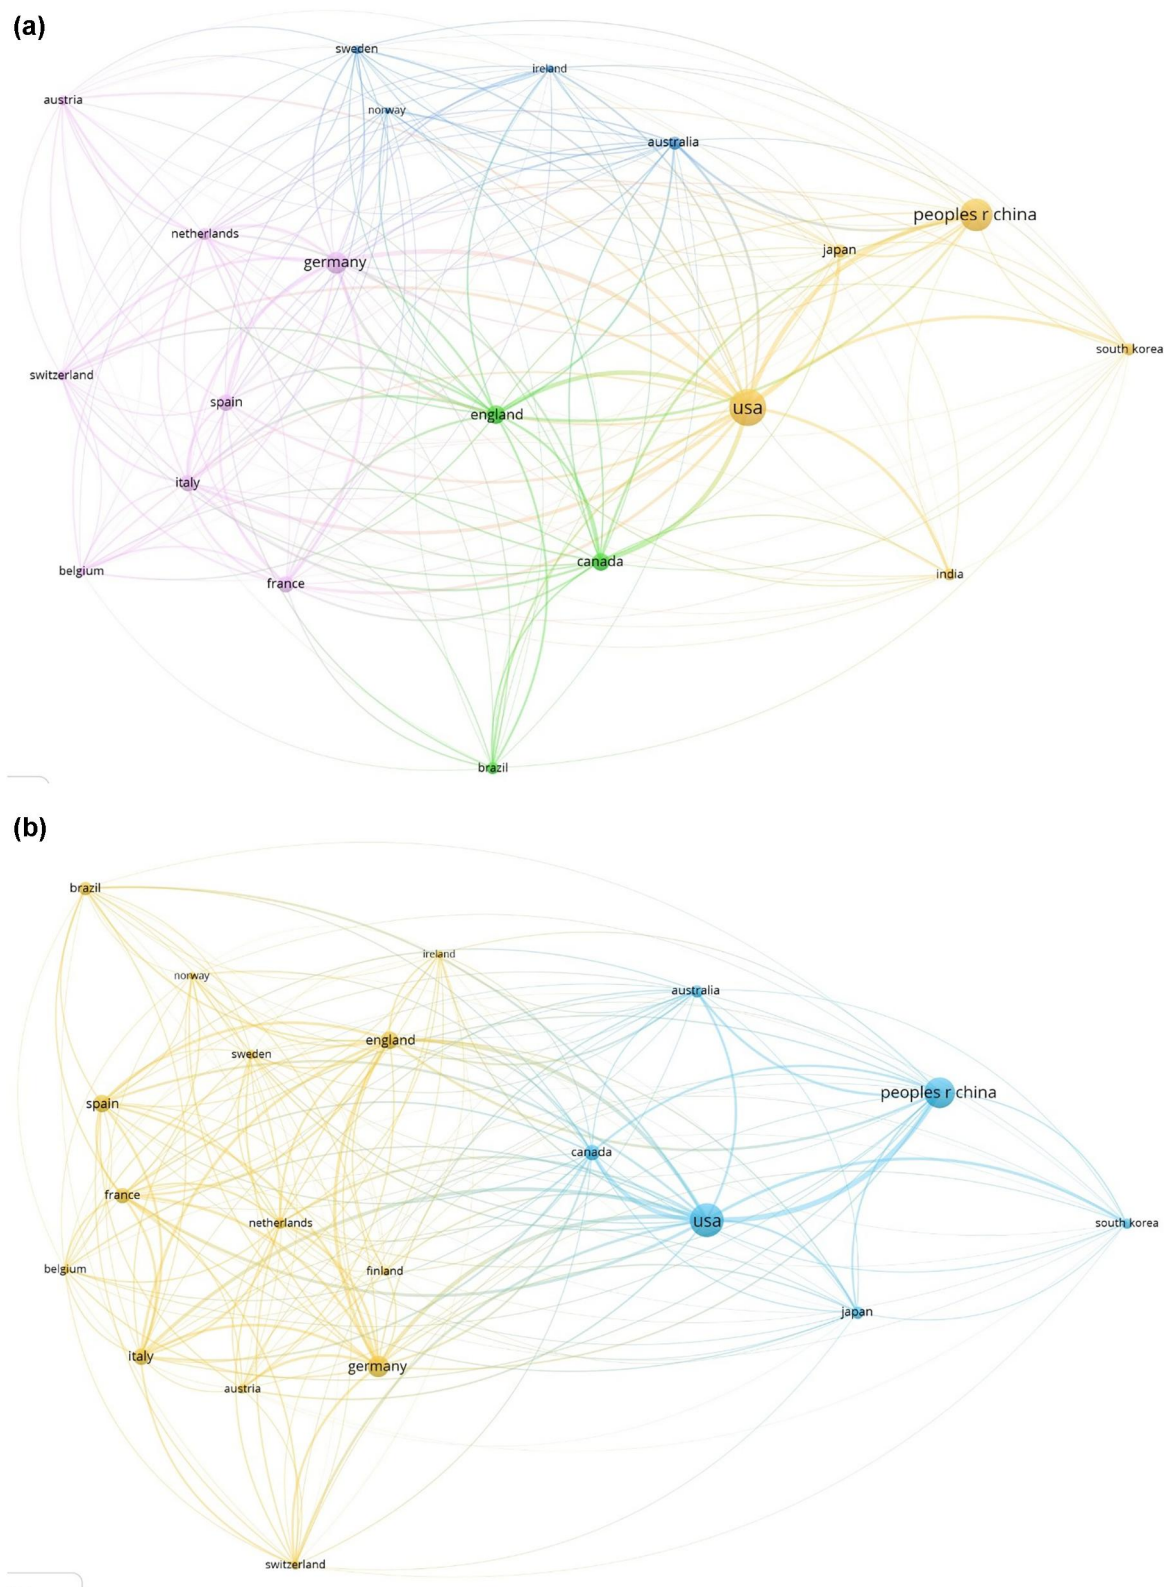 (a)
sweden
ireland
austria
norway
australia
peoples r china
netherlands
japan
germany
south korea
switzerland
spain
usa
england
italy
canada
belgium
india
france
brazil
(b)
brazil
ireland
norway
australia
england
sweden
peoples r china
spain
canada
france
usa
netherlands
south korea
belgium
finland
japan
italy
germany
austria
switzerland